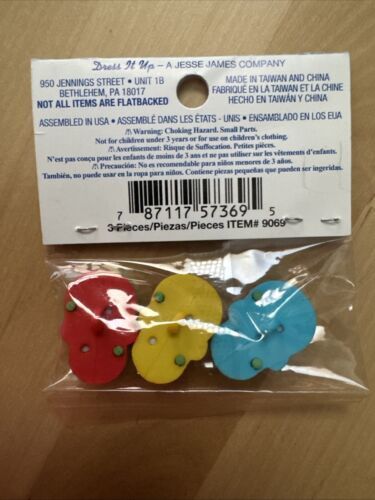 Dress It Up – A JESSE JAMES COMPANY
950 JENNINGS STREET • UNIT 1B
BETHLEHEM, PA 18017
NOT ALL ITEMS ARE FLATBACKED
MADE IN TAIWAN AND CHINA
FABRIQUÉ EN LA TAIWAN ET LA CHINE
HECHO EN TAIWÁN Y CHINA
ASSEMBLED IN USA • ASSEMBLÉ DANS LES ÉTATS - UNIS • ENSAMBLADO EN LOS EUA
⚠Warning: Choking Hazard. Small Parts.
Not for children under 3 years or for use on children's clothing.
⚠Avertissement: Risque de Suffocation. Petites pièces.
N'est pas conçu pour enfants de moins de 3 ans et ne pas utiliser sur les vêtements d'enfants.
⚠Precaución: No es recomendable para niños menores de 3 años.
También, no puede usar en la ropa para niños. Contiene piezas pequeñas que pueden ser ingeridas.
7 87117 57369 5
3 Pieces/Piezas/Pieces ITEM# 9069